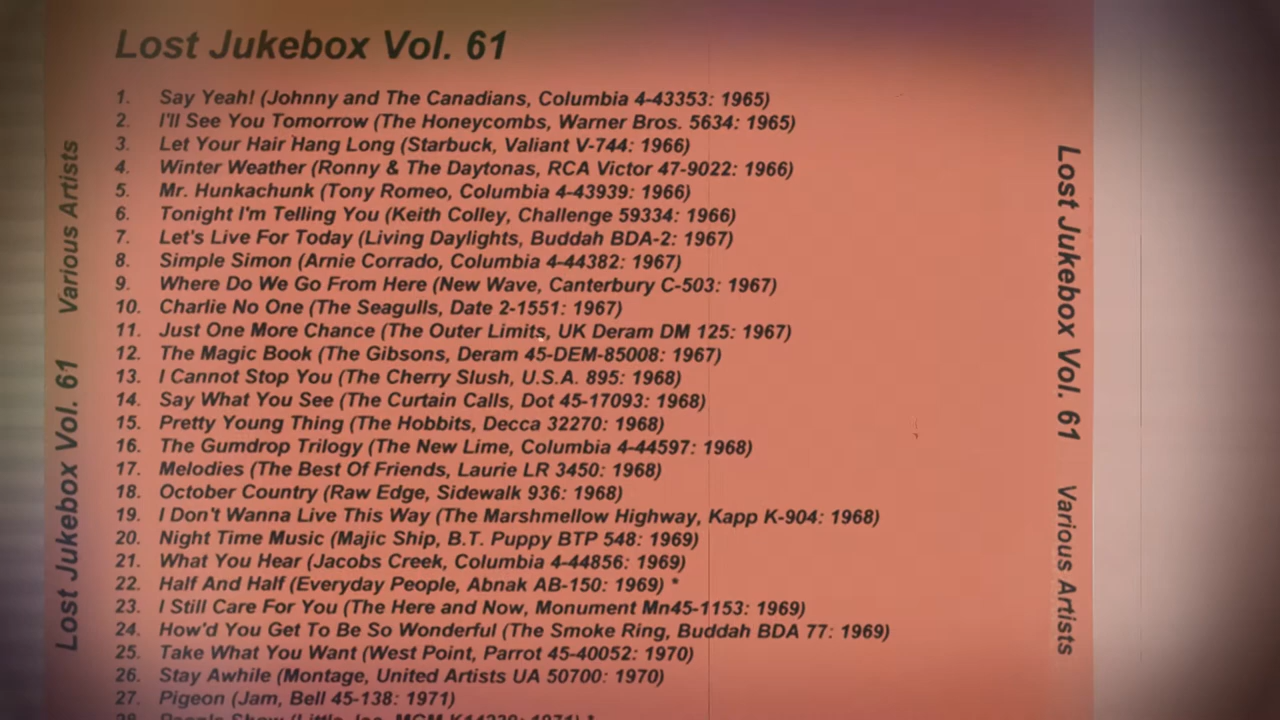 Lost Jukebox Vol. 61
1. Say Yeah! (Johnny and The Canadians, Columbia 4-43353: 1965)
2. I'll See You Tomorrow (The Honeycombs, Warner Bros. 5634: 1965)
3. Let Your Hair Hang Long (Starbuck, Valiant V-744: 1966)
4. Winter Weather (Ronny & The Daytonas, RCA Victor 47-9022: 1966)
5. Mr. Hunkachunk (Tony Romeo, Columbia 4-43939: 1966)
6. Tonight I'm Telling You (Keith Colley, Challenge 59334: 1966)
7. Let's Live For Today (Living Daylights, Buddah BDA-2: 1967)
8. Simple Simon (Arnie Corrado, Columbia 4-44382: 1967)
9. Where Do We Go From Here (New Wave, Canterbury C-503: 1967)
10. Charlie No One (The Seagulls, Date 2-1551: 1967)
11. Just One More Chance (The Outer Limits, UK Deram DM 125: 1967)
12. The Magic Book (The Gibsons, Deram 45-DEM-85008: 1967)
13. I Cannot Stop You (The Cherry Slush, U.S.A. 895: 1968)
14. Say What You See (The Curtain Calls, Dot 45-17093: 1968)
15. Pretty Young Thing (The Hobbits, Decca 32270: 1968)
16. The Gumdrop Trilogy (The New Lime, Columbia 4-44597: 1968)
17. Melodies (The Best Of Friends, Laurie LR 3450: 1968)
18. October Country (Raw Edge, Sidewalk 936: 1968)
19. I Don't Wanna Live This Way (The Marshmellow Highway, Kapp K-904: 1968)
20. Night Time Music (Majic Ship, B.T. Puppy BTP 548: 1969)
21. What You Hear (Jacobs Creek, Columbia 4-44856: 1969)
22. Half And Half (Everyday People, Abnak AB-150: 1969) *
23. I Still Care For You (The Here and Now, Monument Mn45-1153: 1969)
24. How'd You Get To Be So Wonderful (The Smoke Ring, Buddah BDA 77: 1969)
25. Take What You Want (West Point, Parrot 45-40052: 1970)
26. Stay Awhile (Montage, United Artists UA 50700: 1970)
27. Pigeon (Jam, Bell 45-138: 1971)
Lost Jukebox Vol. 61 Various Artists
Lost Jukebox Vol. 61 Various Artists